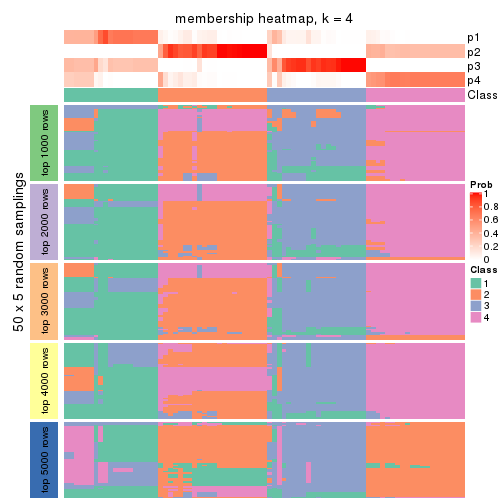 membership heatmap, k = 4
p1
p2
p3
p4
Class
50 x 5 random samplings
top 1000 rows
top 2000 rows
top 3000 rows
top 4000 rows
top 5000 rows
Prob
1
0.8
0.6
0.4
0.2
0
Class
1
2
3
4